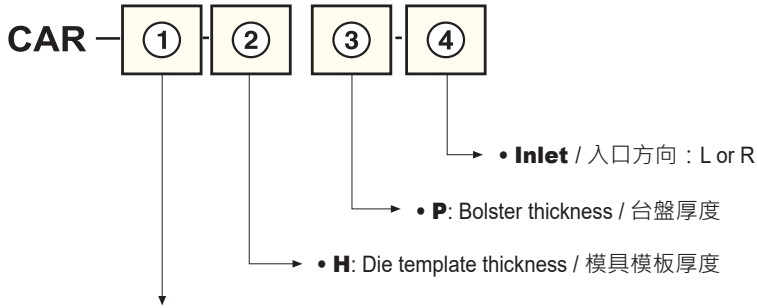 CAR — ① - ② ③ - ④
• Inlet / 入口方向：L or R
• P: Bolster thickness / 台盤厚度
• H: Die template thickness / 模具模板厚度